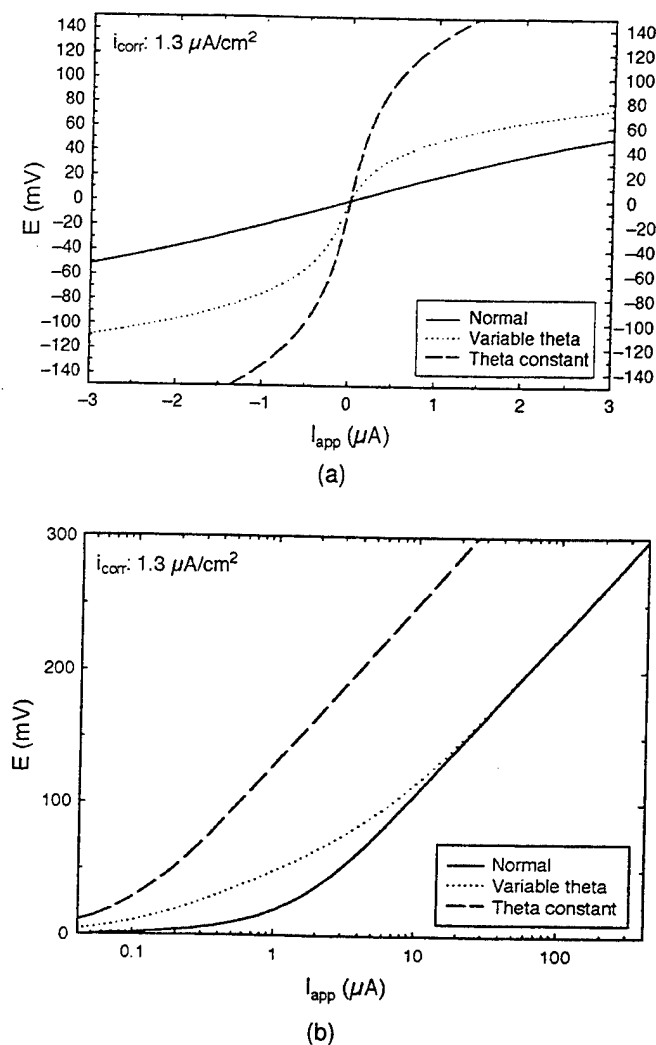 i_corr: 1.3 μA/cm²
140
120
100
80
60
40
20
0
−20
−40
−60
−80
−100
−120
−140
E (mV)
140
120
100
80
60
40
20
0
−20
−40
−60
−80
−100
−120
−140
Normal
Variable theta
Theta constant
−3 −2 −1 0 1 2 3
I_app (μA)
(a)
i_corr: 1.3 μA/cm²
300
200
100
0
E (mV)
Normal
Variable theta
Theta constant
0.1 1 10 100
I_app (μA)
(b)